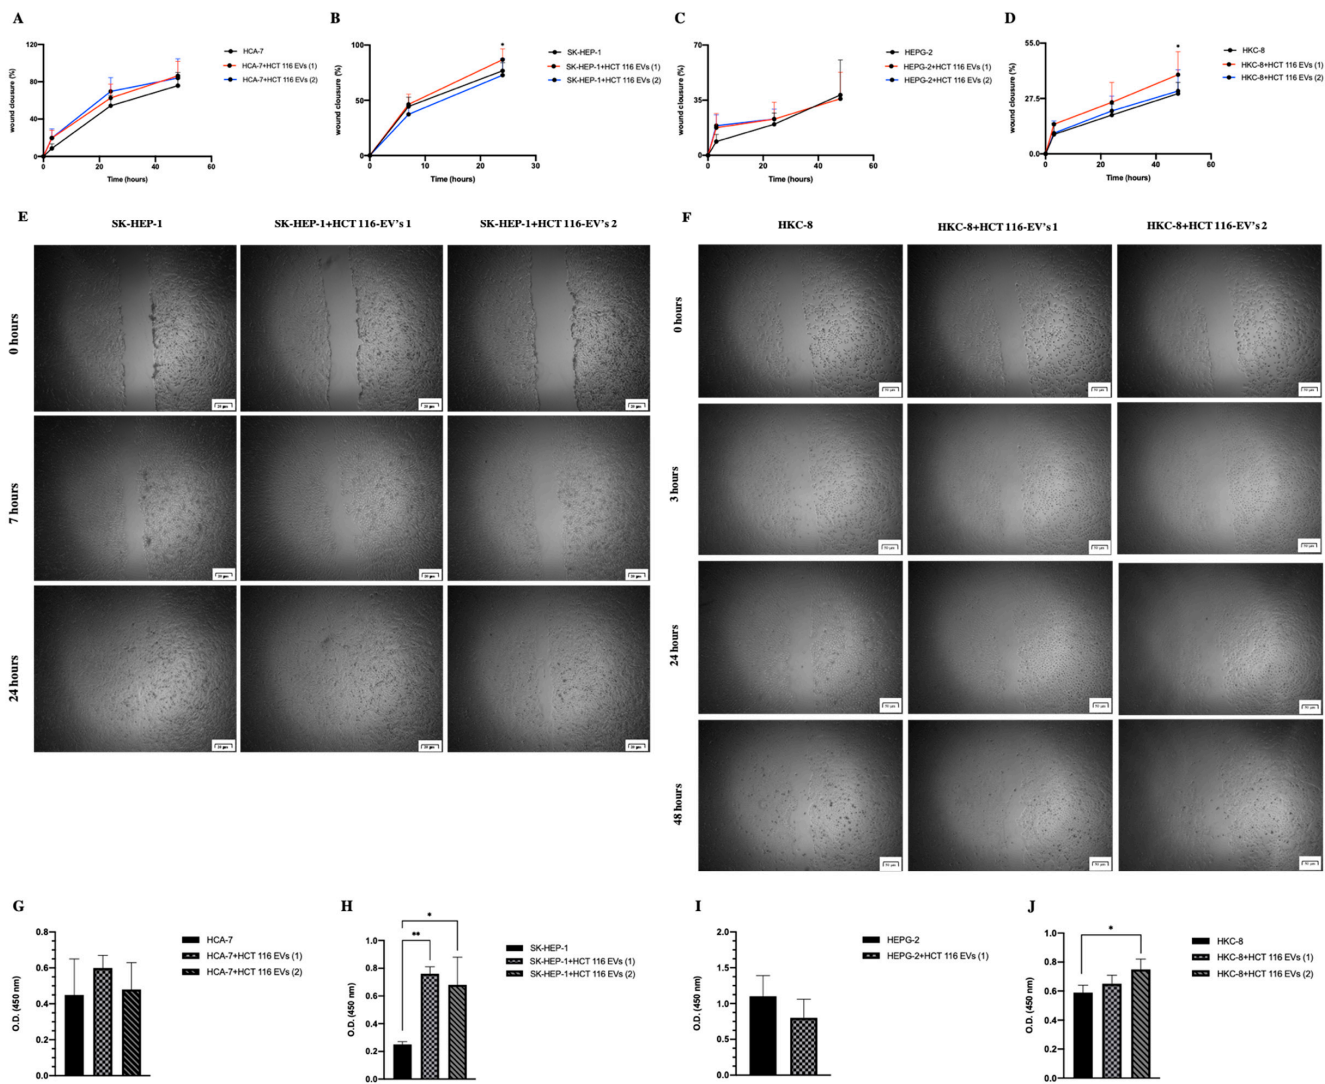 A
120
80
40
0
0
20
40
60
wound clousure (%)
Time (hours)
HCA-7
HCA-7+HCT 116 EVs (1)
HCA-7+HCT 116 EVs (2)
B
100
50
0
0
10
20
30
wound clousure (%)
Time (hours)
*
SK-HEP-1
SK-HEP-1+HCT 116 EVs (1)
SK-HEP-1+HCT 116 EVs (2)
C
70
35
0
0
20
40
60
wound clousure (%)
Time (hours)
HEPG-2
HEPG-2+HCT 116 EVs (1)
HEPG-2+HCT 116 EVs (2)
D
55.0
27.5
0.0
0
20
40
60
wound clousure (%)
Time (hours)
*
HKC-8
HKC-8+HCT 116 EVs (1)
HKC-8+HCT 116 EVs (2)
E
SK-HEP-1
SK-HEP-1+HCT 116-EV's 1
SK-HEP-1+HCT 116-EV's 2
0 hours
7 hours
24 hours
F
HKC-8
HKC-8+HCT 116-EV's 1
HKC-8+HCT 116-EV's 2
0 hours
3 hours
24 hours
48 hours
G
0.8
0.6
0.4
0.2
0.0
O.D. (450 nm)
HCA-7
HCA-7+HCT 116 EVs (1)
HCA-7+HCT 116 EVs (2)
H
1.0
0.8
0.6
0.4
0.2
0.0
O.D. (450 nm)
*
**
SK-HEP-1
SK-HEP-1+HCT 116 EVs (1)
SK-HEP-1+HCT 116 EVs (2)
I
2.0
1.5
1.0
0.5
0.0
O.D. (450 nm)
HEPG-2
HEPG-2+HCT 116 EVs (1)
J
1.0
0.8
0.6
0.4
0.2
0.0
O.D. (450 nm)
*
HKC-8
HKC-8+HCT 116 EVs (1)
HKC-8+HCT 116 EVs (2)